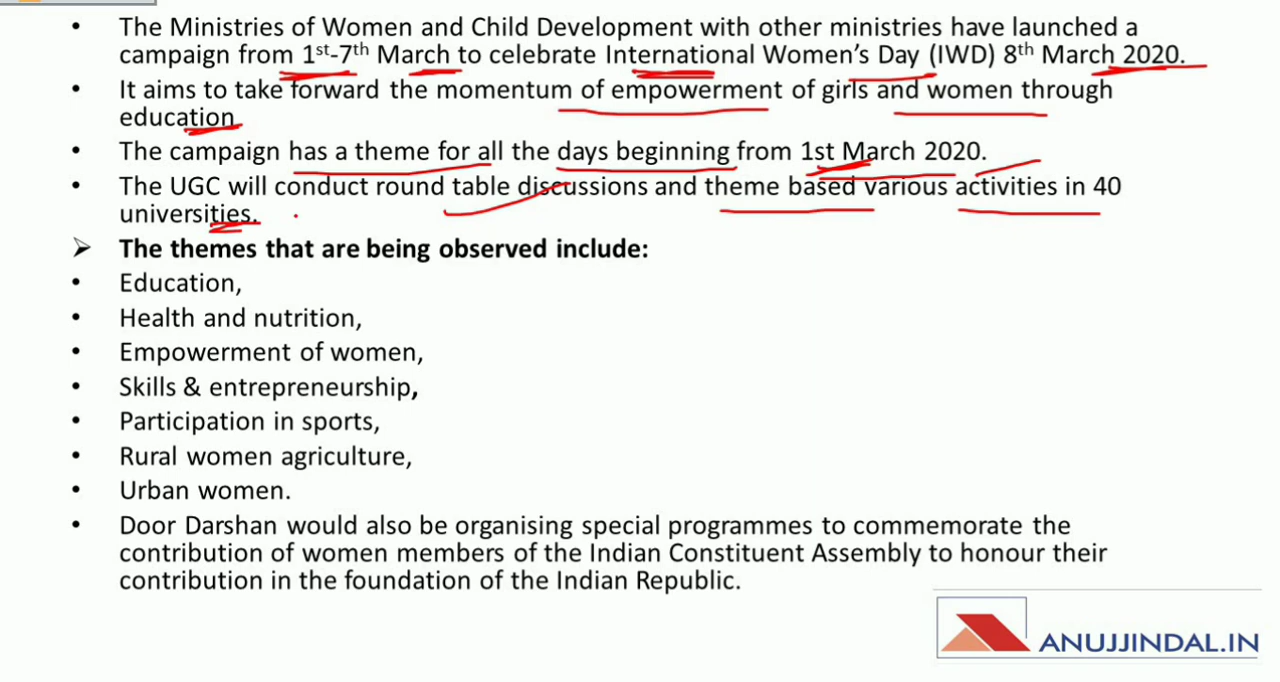 • The Ministries of Women and Child Development with other ministries have launched a
campaign from 1st-7th March to celebrate International Women's Day (IWD) 8th March 2020.
• It aims to take forward the momentum of empowerment of girls and women through
education
• The campaign has a theme for all the days beginning from 1st March 2020.
• The UGC will conduct round table discussions and theme based various activities in 40
universities.
➢ The themes that are being observed include:
• Education,
• Health and nutrition,
• Empowerment of women,
• Skills & entrepreneurship,
• Participation in sports,
• Rural women agriculture,
• Urban women.
• Door Darshan would also be organising special programmes to commemorate the
contribution of women members of the Indian Constituent Assembly to honour their
contribution in the foundation of the Indian Republic.
ANUJJINDAL.IN